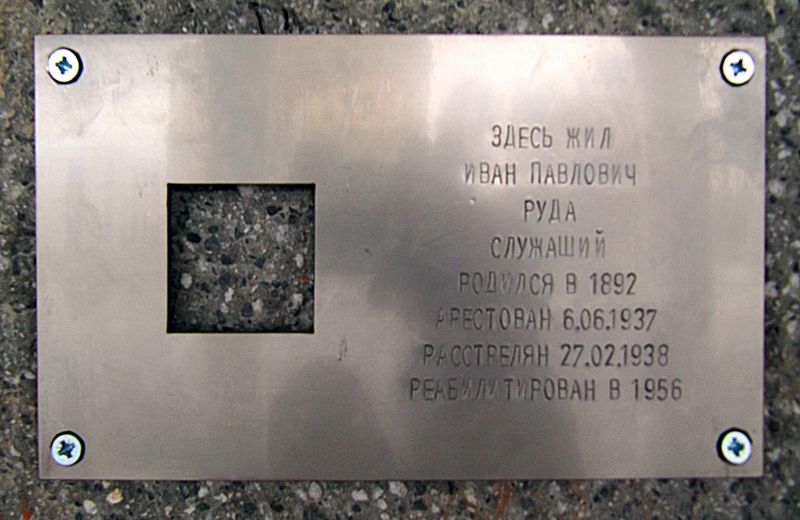 ЗДЕСЬ ЖИЛ
ИВАН ПАВЛОВИЧ
РУДА
СЛУЖАЩИЙ
РОДИЛСЯ В 1892
АРЕСТОВАН 6.06.1937
РАССТРЕЛЯН 27.02.1938
РЕАБИЛИТИРОВАН В 1956